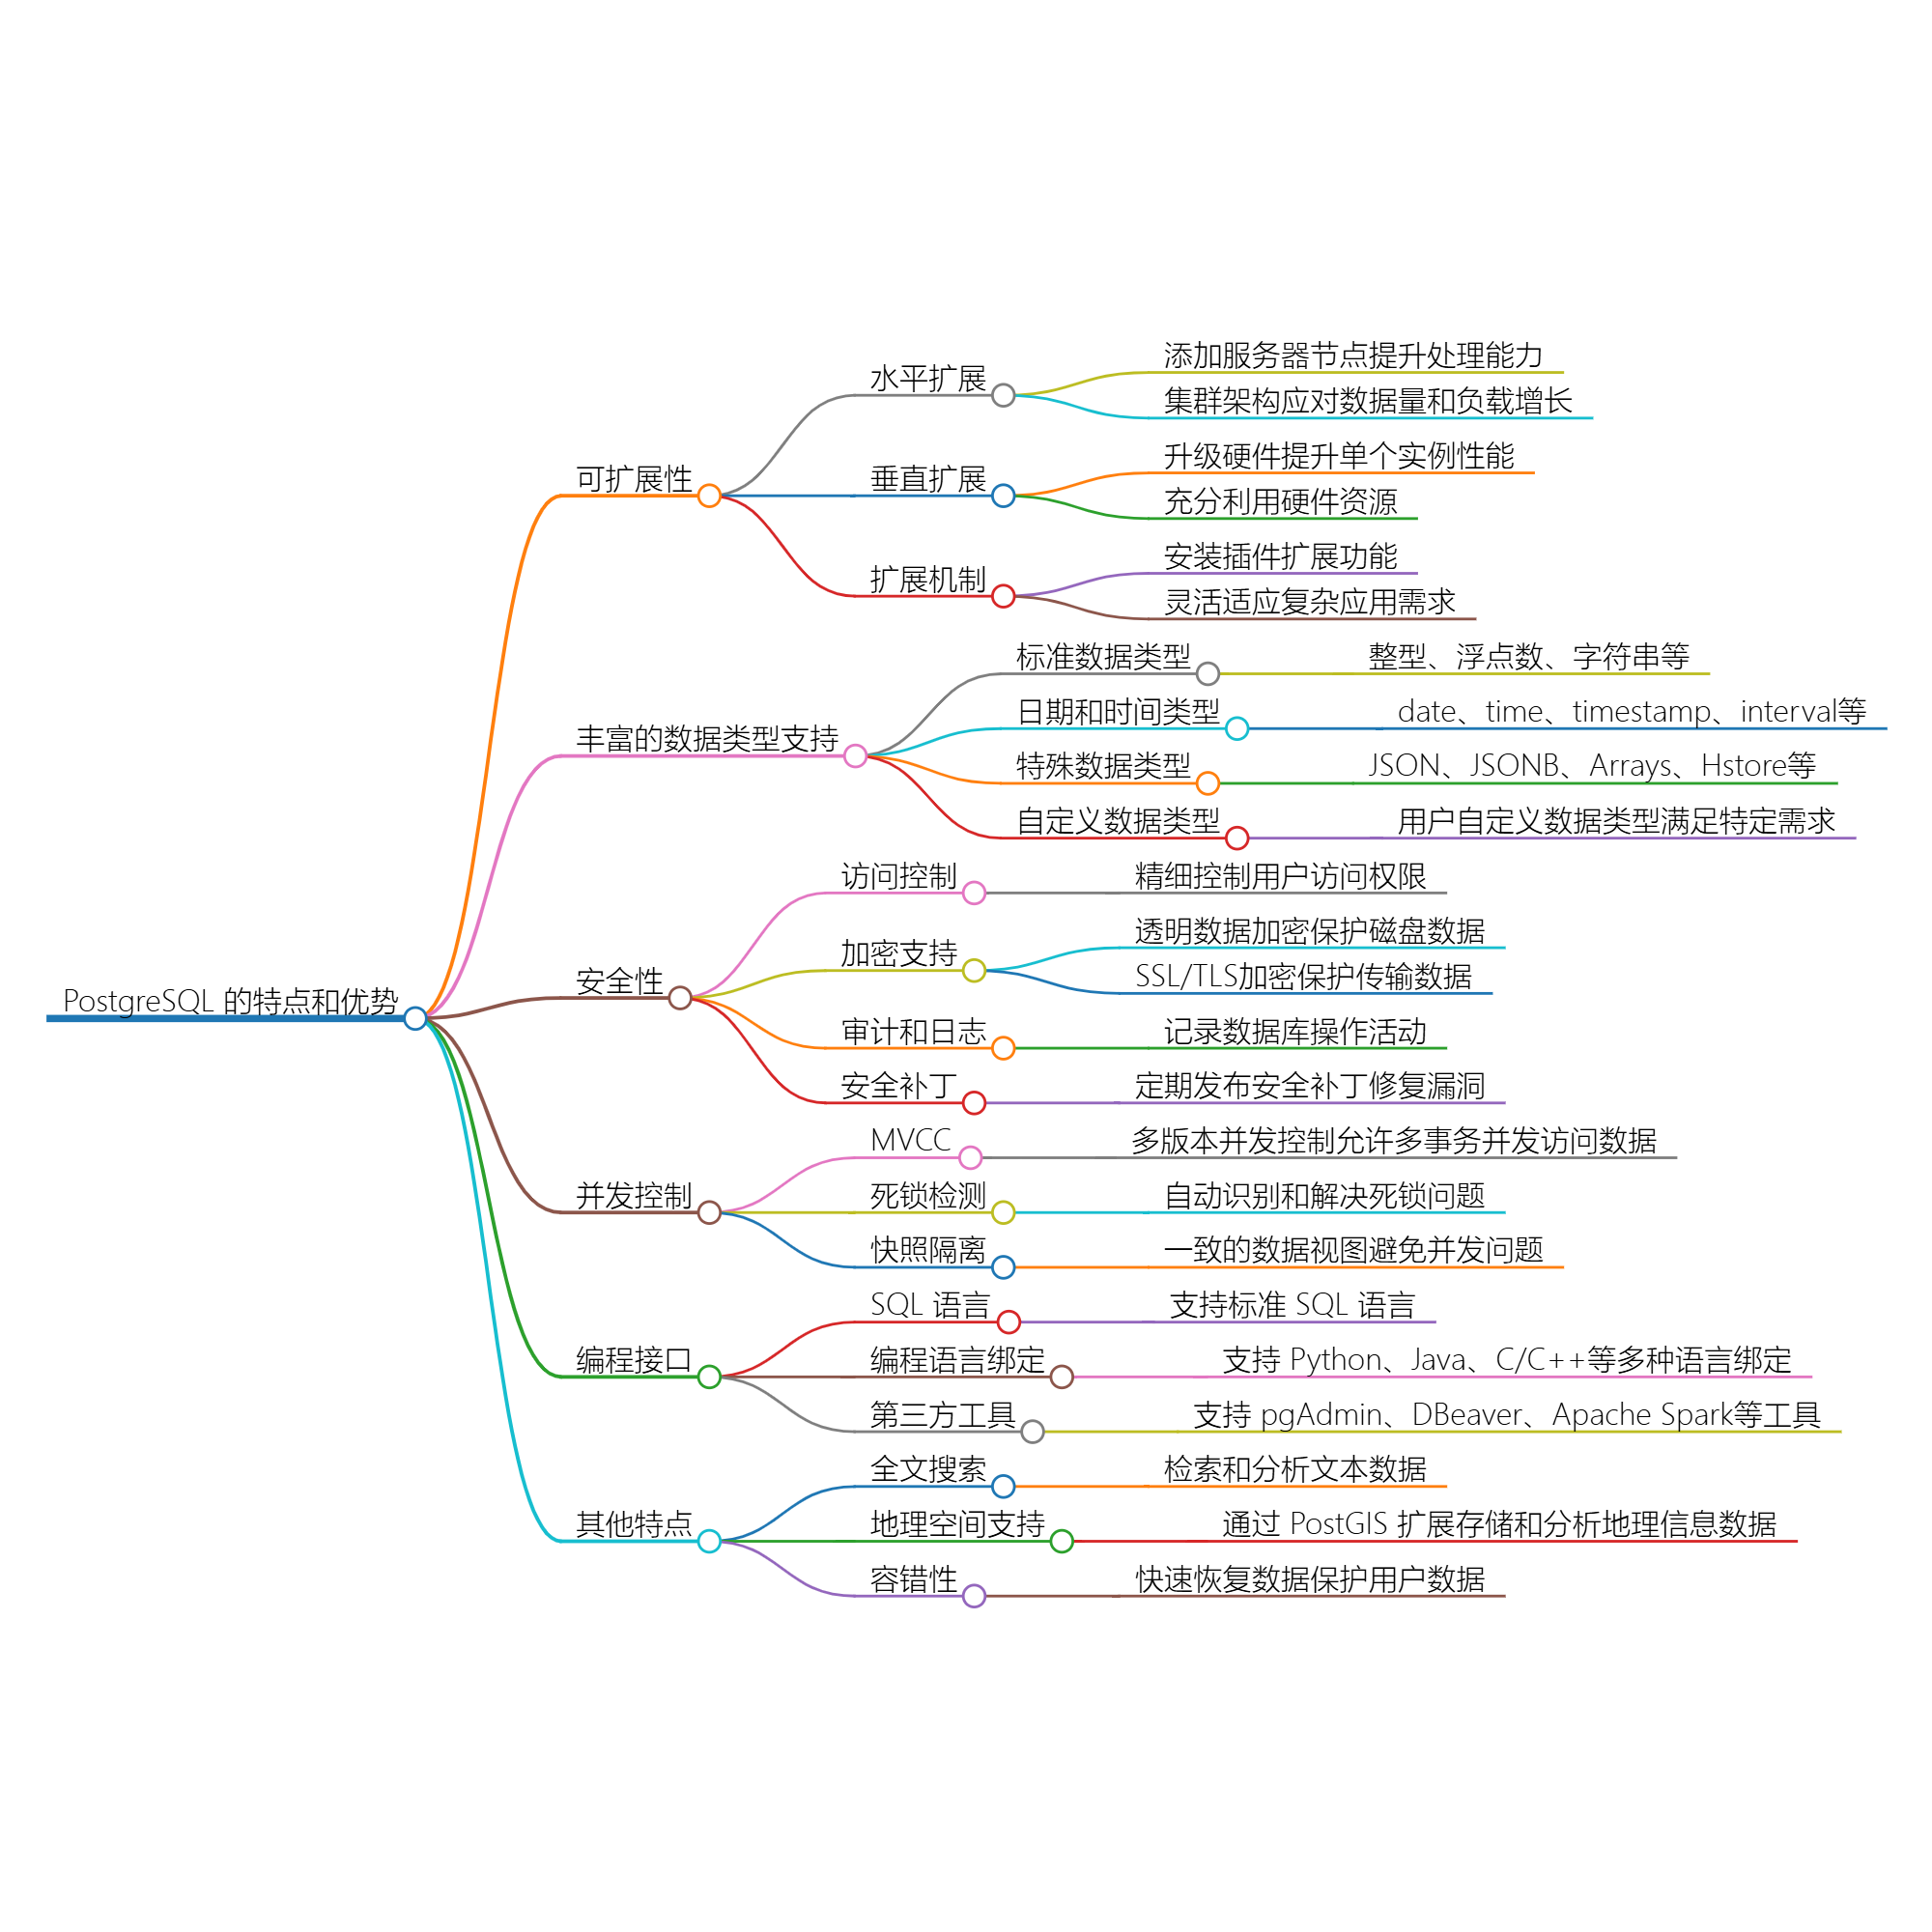 PostgreSQL 的特点和优势
可扩展性
水平扩展
添加服务器节点提升处理能力
集群架构应对数据量和负载增长
垂直扩展
升级硬件提升单个实例性能
充分利用硬件资源
扩展机制
安装插件扩展功能
灵活适应复杂应用需求
丰富的数据类型支持
标准数据类型
整型、浮点数、字符串等
日期和时间类型
date、time、timestamp、interval等
特殊数据类型
JSON、JSONB、Arrays、Hstore等
自定义数据类型
用户自定义数据类型满足特定需求
安全性
访问控制
精细控制用户访问权限
加密支持
透明数据加密保护磁盘数据
SSL/TLS加密保护传输数据
审计和日志
记录数据库操作活动
安全补丁
定期发布安全补丁修复漏洞
并发控制
MVCC
多版本并发控制允许多事务并发访问数据
死锁检测
自动识别和解决死锁问题
快照隔离
一致的数据视图避免并发问题
编程接口
SQL 语言
支持标准 SQL 语言
编程语言绑定
支持 Python、Java、C/C++等多种语言绑定
第三方工具
支持 pgAdmin、DBeaver、Apache Spark等工具
其他特点
全文搜索
检索和分析文本数据
地理空间支持
通过 PostGIS 扩展存储和分析地理信息数据
容错性
快速恢复数据保护用户数据